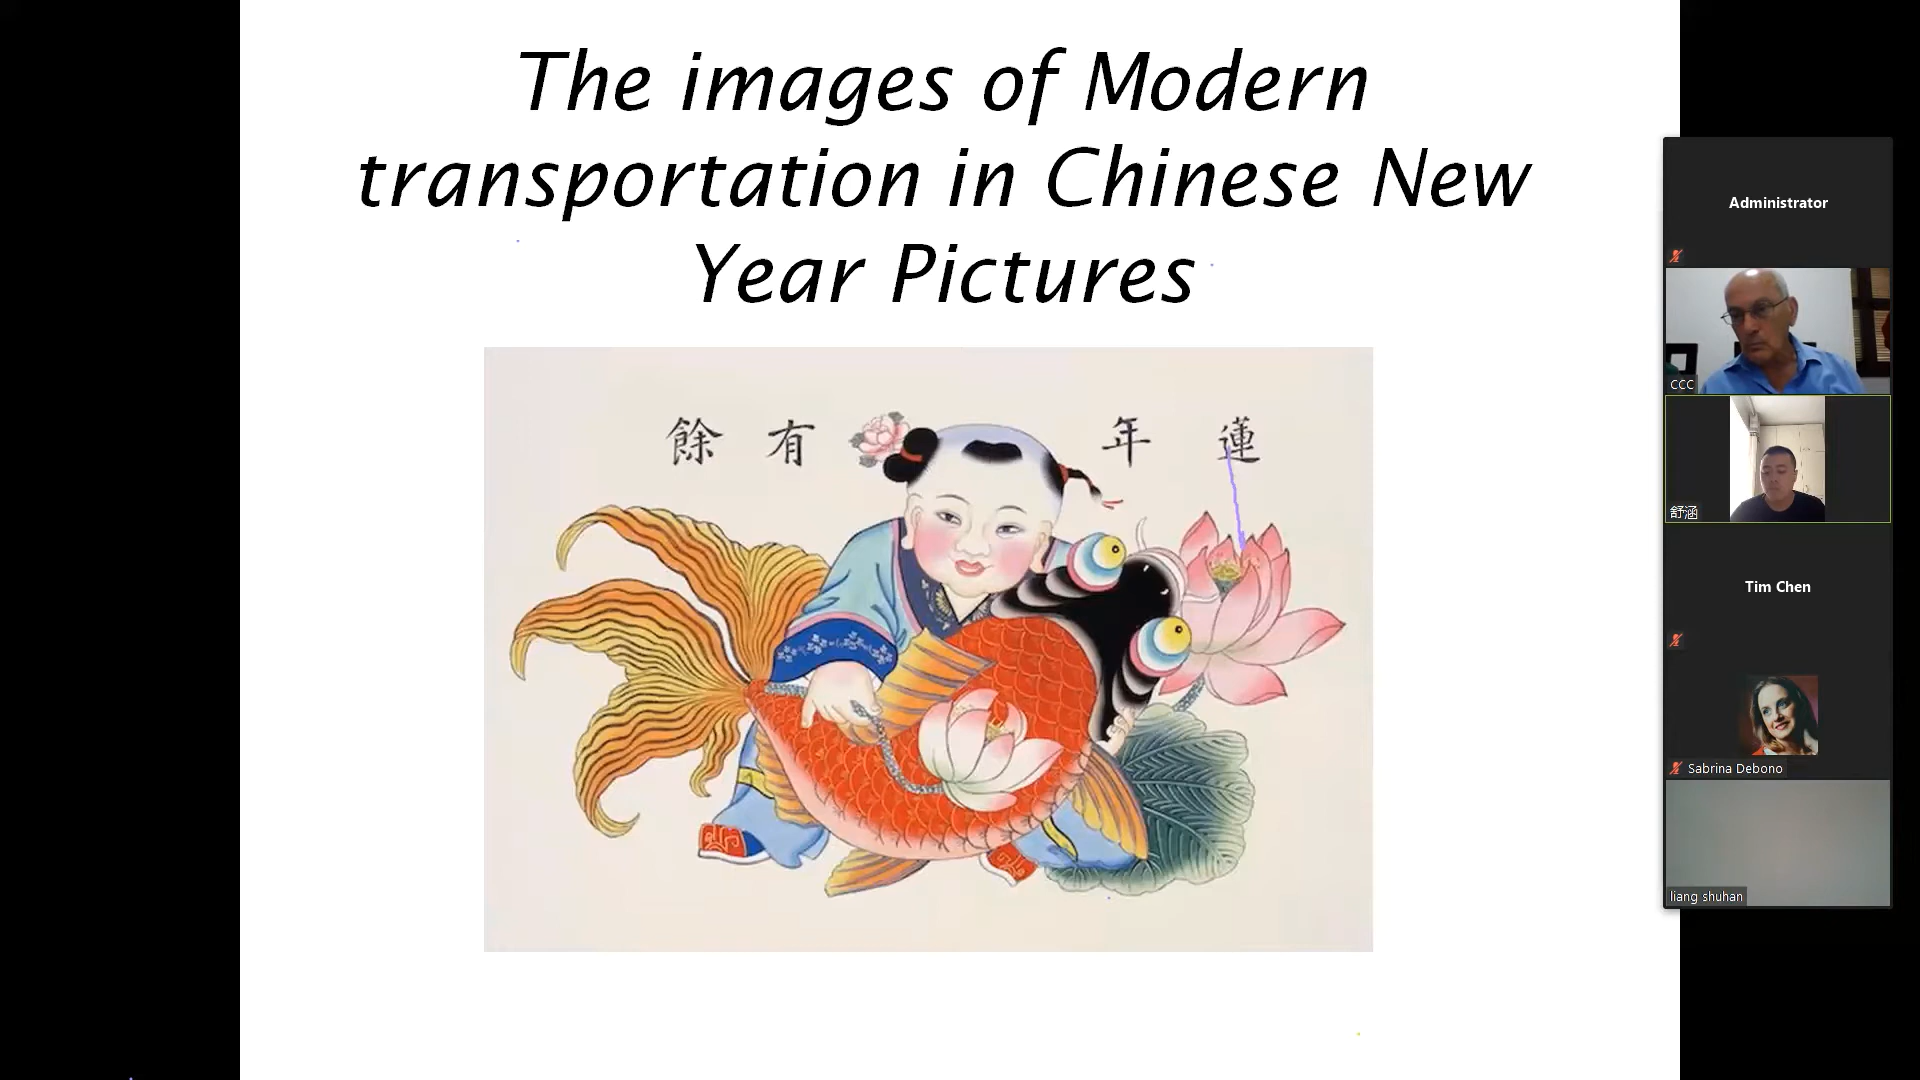 The images of Modern
transportation in Chinese New
Year Pictures
餘有 年蓮
Administrator
CCC
舒涵
Tim Chen
Sabrina Debono
liang shuhan